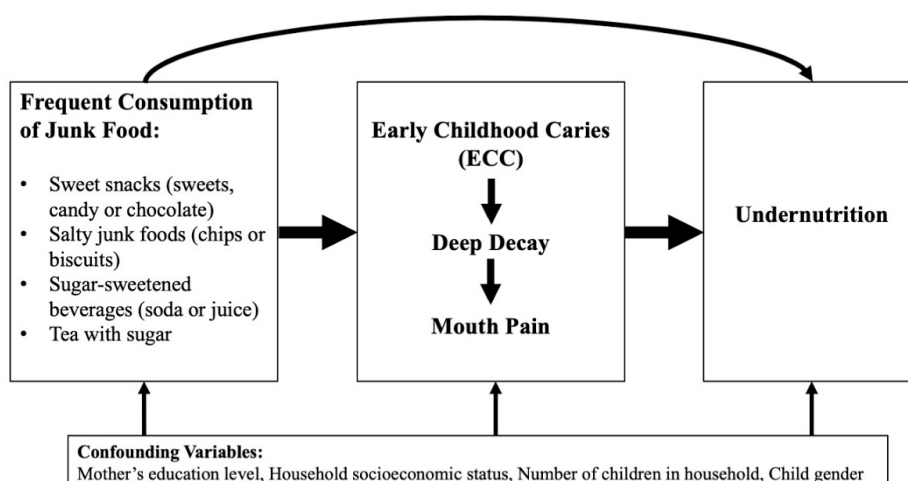 Frequent Consumption
of Junk Food:
• Sweet snacks (sweets,
candy or chocolate)
• Salty junk foods (chips or
biscuits)
• Sugar-sweetened
beverages (soda or juice)
• Tea with sugar
Early Childhood Caries
(ECC)
Deep Decay
Mouth Pain
Undernutrition
Confounding Variables:
Mother's education level, Household socioeconomic status, Number of children in household, Child gender